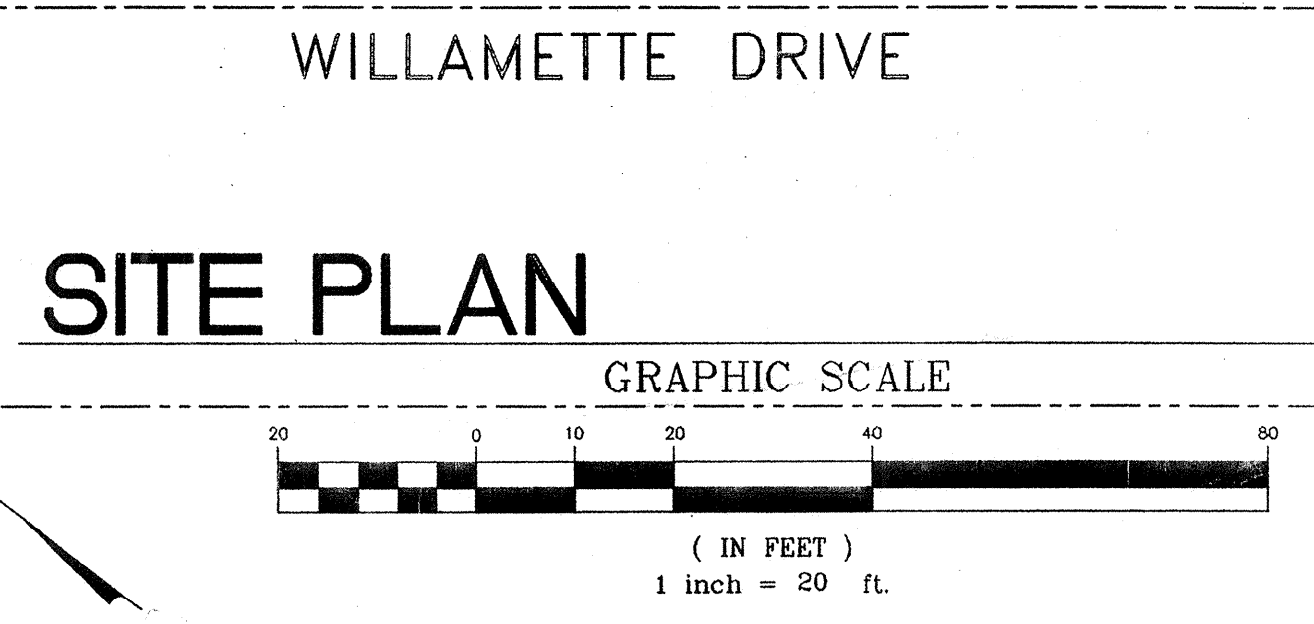 WILLAMETTE DRIVE
SITE PLAN
GRAPHIC SCALE
20 0 10 20 40 80
( IN FEET )
1 inch = 20 ft.